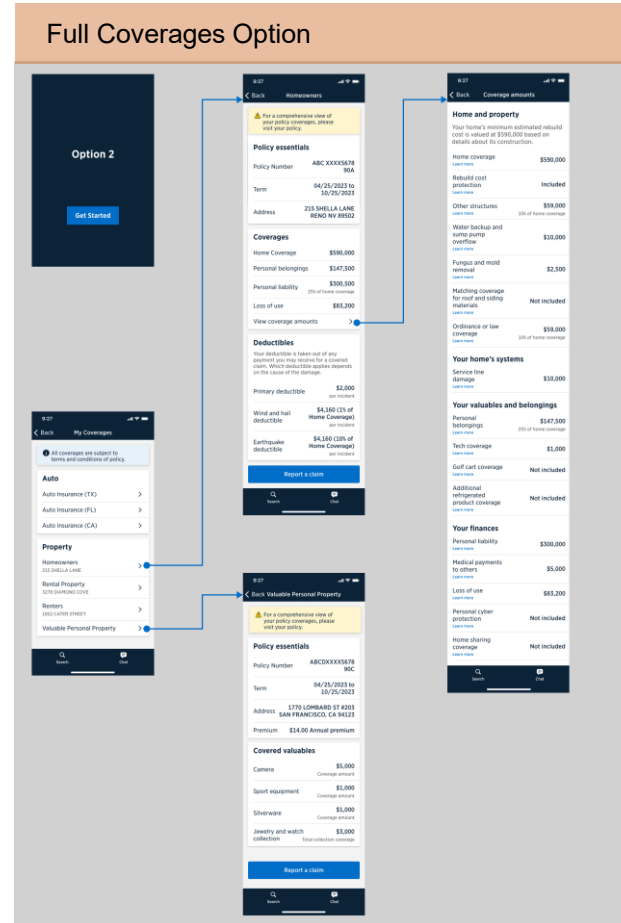 Full Coverages Option
Option 2
Get Started
9:27
Back My Coverages
All coverages are subject to
terms and conditions of policy.
Auto
Auto Insurance (TX)
Auto Insurance (FL)
Auto Insurance (CA)
Property
Homeowners
215 SHELLA LANE
Rental Property
3278 DIAMOND COVE
Renters
1852 CATER STREET
Valuable Personal Property
Search Chat
9:27
Back Homeowners
For a comprehensive view of
your policy coverages, please
visit your policy.
Policy essentials
Policy Number ABC XXXX5678
90A
Term 04/25/2023 to
10/25/2023
Address 215 SHELLA LANE
RENO NV 89502
Coverages
Home Coverage $590,000
Personal belongings $147,500
Personal liability $300,500
25% of home coverage
Loss of use $83,200
View coverage amounts
Deductibles
Your deductible is taken out of any
payment you may receive for a covered
claim. Which deductible applies depends
on the cause of the damage.
Primary deductible $2,000
per incident
Wind and hail
deductible $4,160 (1% of
Home Coverage)
per incident
Earthquake
deductible $4,160 (10% of
Home Coverage)
per incident
Report a claim
Search Chat
9:27
Back Valuable Personal Property
For a comprehensive view of
your policy coverages, please
visit your policy.
Policy essentials
Policy Number ABCDXXXX5678
90C
Term 04/25/2023 to
10/25/2023
Address 1770 LOMBARD ST #203
SAN FRANCISCO, CA 94123
Premium $14.00 Annual premium
Covered valuables
Camera $5,000
Coverage amount
Sport equipment $1,000
Coverage amount
Silverware $1,000
Coverage amount
Jewelry and watch
collection $3,000
Total collection coverage
Report a claim
Search Chat
9:27
Back Coverage amounts
Home and property
Your home's minimum estimated rebuild
cost is valued at $590,000 based on
details about its construction.
Home coverage $590,000
Learn more
Rebuild cost
protection Included
Learn more
Other structures $59,000
Learn more 10% of home coverage
Water backup and
sump pump
overflow $10,000
Learn more
Fungus and mold
removal $2,500
Learn more
Matching coverage
for roof and siding
materials Not included
Learn more
Ordinance or law
coverage $59,000
Learn more 10% of home coverage
Your home's systems
Service line
damage $10,000
Learn more
Your valuables and belongings
Personal
belongings $147,500
Learn more 25% of home coverage
Tech coverage $1,000
Learn more
Golf cart coverage Not included
Learn more
Additional
refrigerated
product coverage Not included
Learn more
Your finances
Personal liability $300,000
Learn more
Medical payments
to others $5,000
Learn more
Loss of use $83,200
Learn more
Personal cyber
protection Not included
Learn more
Home sharing
coverage Not included
Learn more
Search Chat